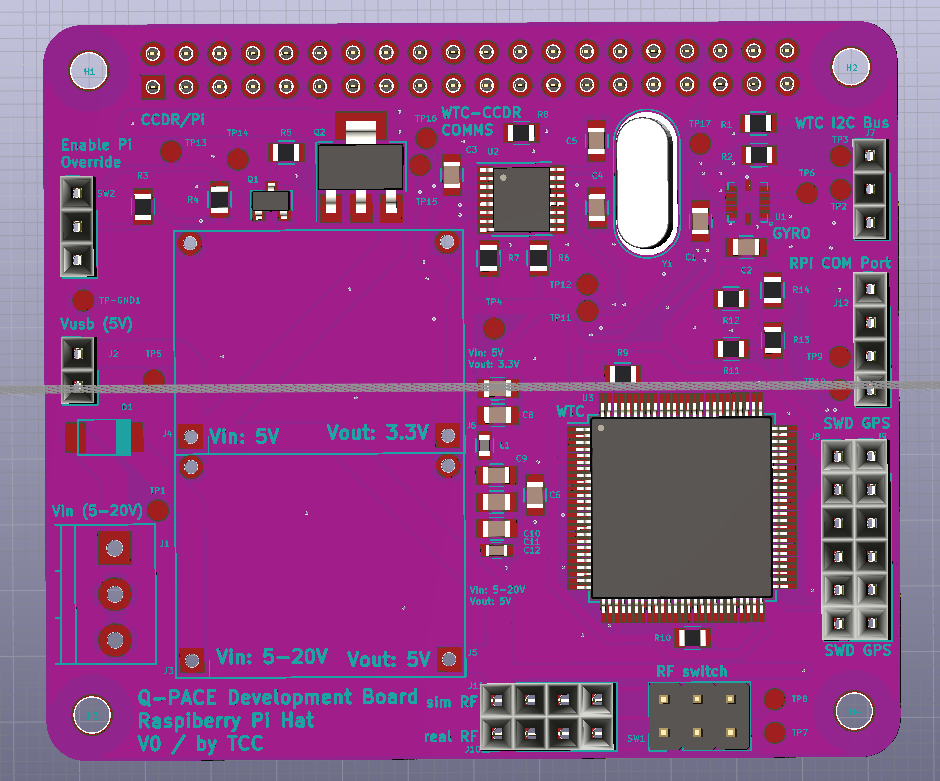 H1
H2
CCDR/Pi
WTC-CCDR
COMMS
TP13
TP14
R5
Q2
TP16
TP15
C3
U2
R8
C5
C4
TP17
R1
R2
WTC I2C Bus
J7
TP3
TP6
TP2
Enable Pi
Override
SW2
R3
R4
Q1
R7
R6
Y1
C1
U1
GYRO
C2
RPi COM Port
TP12
TP11
TP4
R14
J12
R12
R13
R11
TP9
TP-GND1
Vusb (5V)
J2
TP5
Vin: 5V
Vout: 3.3V
R9
U3
WTC
C8
J6
L1
D1
J4
Vin: 5V
Vout: 3.3V
SWD GPS
J8
J9
C9
C6
C10
C11
C12
TP1
Vin (5-20V)
J1
Vin: 5-20V
Vout: 5V
R10
SWD GPS
J3
Vin: 5-20V
Vout: 5V
J5
RF switch
Q-PACE Development Board
Raspiberry Pi Hat
V0 / by TCC
sim RF
real RF
J10
SW1
TP8
TP7